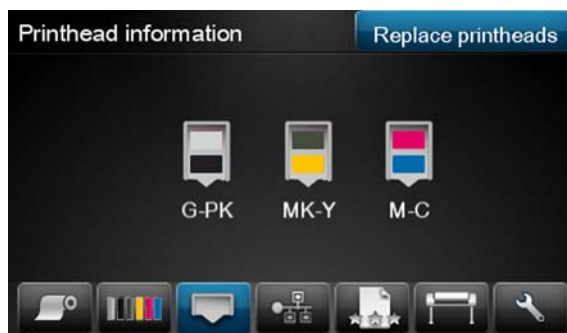 Printhead information
Replace printheads
G-PK
MK-Y
M-C